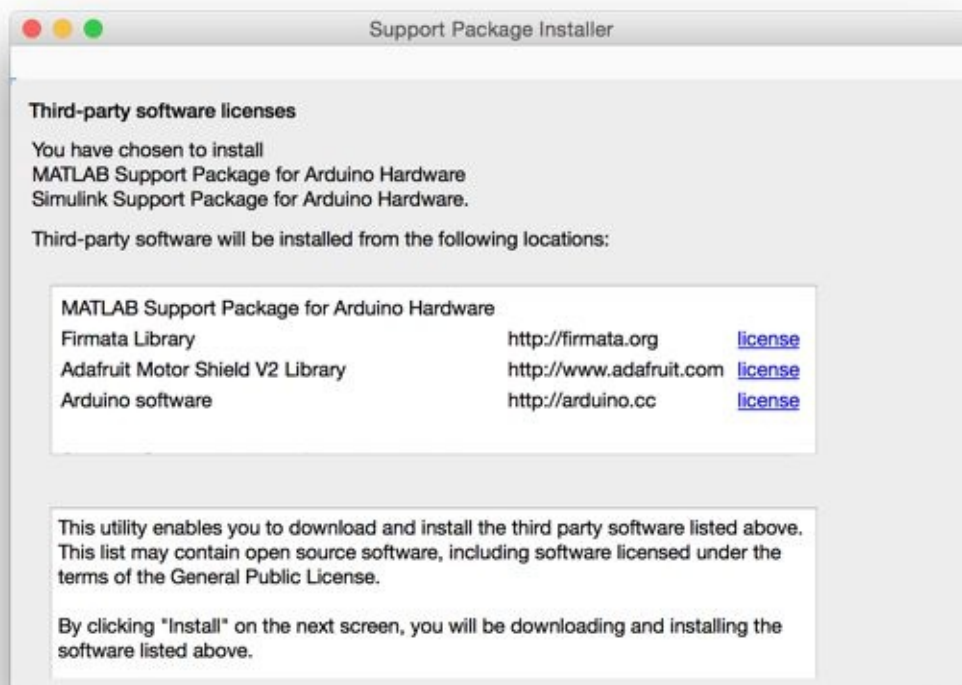 Support Package Installer
Third-party software licenses
You have chosen to install
MATLAB Support Package for Arduino Hardware
Simulink Support Package for Arduino Hardware.
Third-party software will be installed from the following locations:
MATLAB Support Package for Arduino Hardware
Firmata Library http://firmata.org license
Adafruit Motor Shield V2 Library http://www.adafruit.com license
Arduino software http://arduino.cc license
This utility enables you to download and install the third party software listed above.
This list may contain open source software, including software licensed under the
terms of the General Public License.
By clicking "Install" on the next screen, you will be downloading and installing the
software listed above.